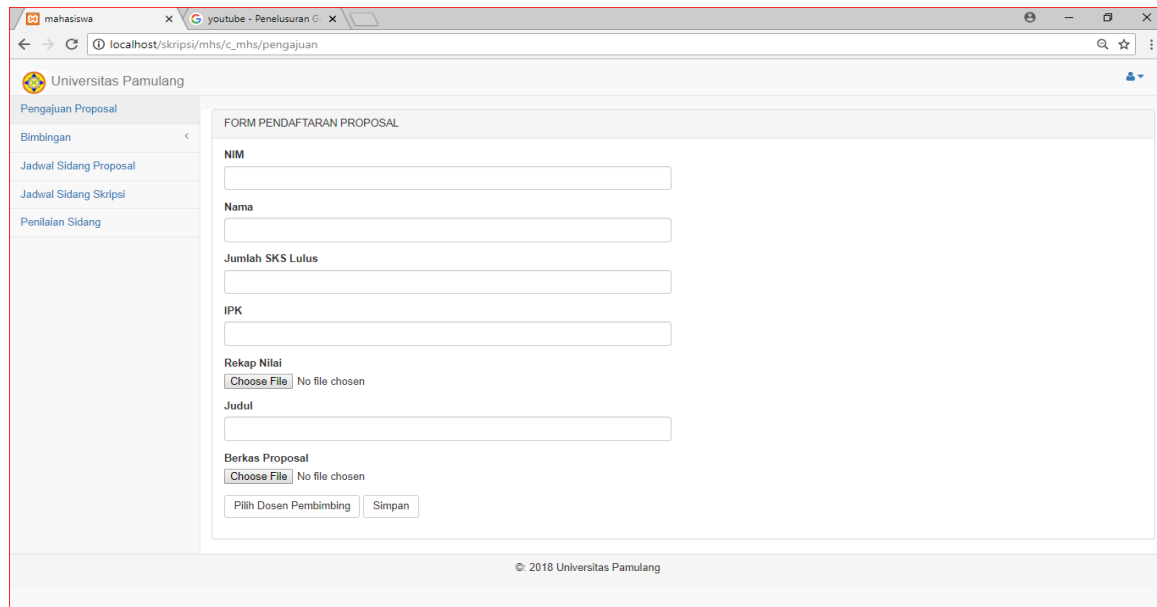 mahasiswa
youtube - Penelusuran G
localhost/skripsi/mhs/c_mhs/pengajuan
Universitas Pamulang
Pengajuan Proposal
Bimbingan
Jadwal Sidang Proposal
Jadwal Sidang Skripsi
Penilaian Sidang
FORM PENDAFTARAN PROPOSAL
NIM
Nama
Jumlah SKS Lulus
IPK
Rekap Nilai
Choose File No file chosen
Judul
Berkas Proposal
Choose File No file chosen
Pilih Dosen Pembimbing Simpan
©. 2018 Universitas Pamulang